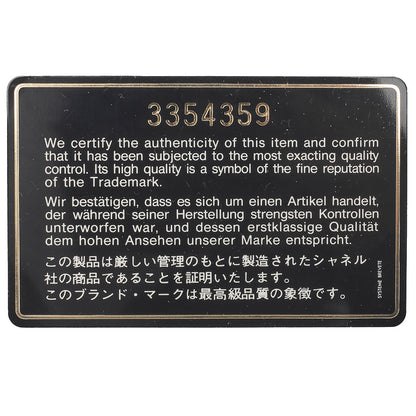 3354359
We certify the authenticity of this item and confirm
that it has been subjected to the most exacting quality
control. Its high quality is a symbol of the fine reputation
of the Trademark.
Wir bestätigen, dass es sich um einen Artikel handelt,
der während seiner Herstellung strengsten Kontrollen
unterworfen war, und dessen erstklassige Qualität
dem hohen Ansehen unserer Marke entspricht.
この製品は厳しい管理のもとに製造されたシャネル
社の商品であることを証明いたします。
このブランド・マークは最高級品質の象徴です。
SYSTEME BREVETE